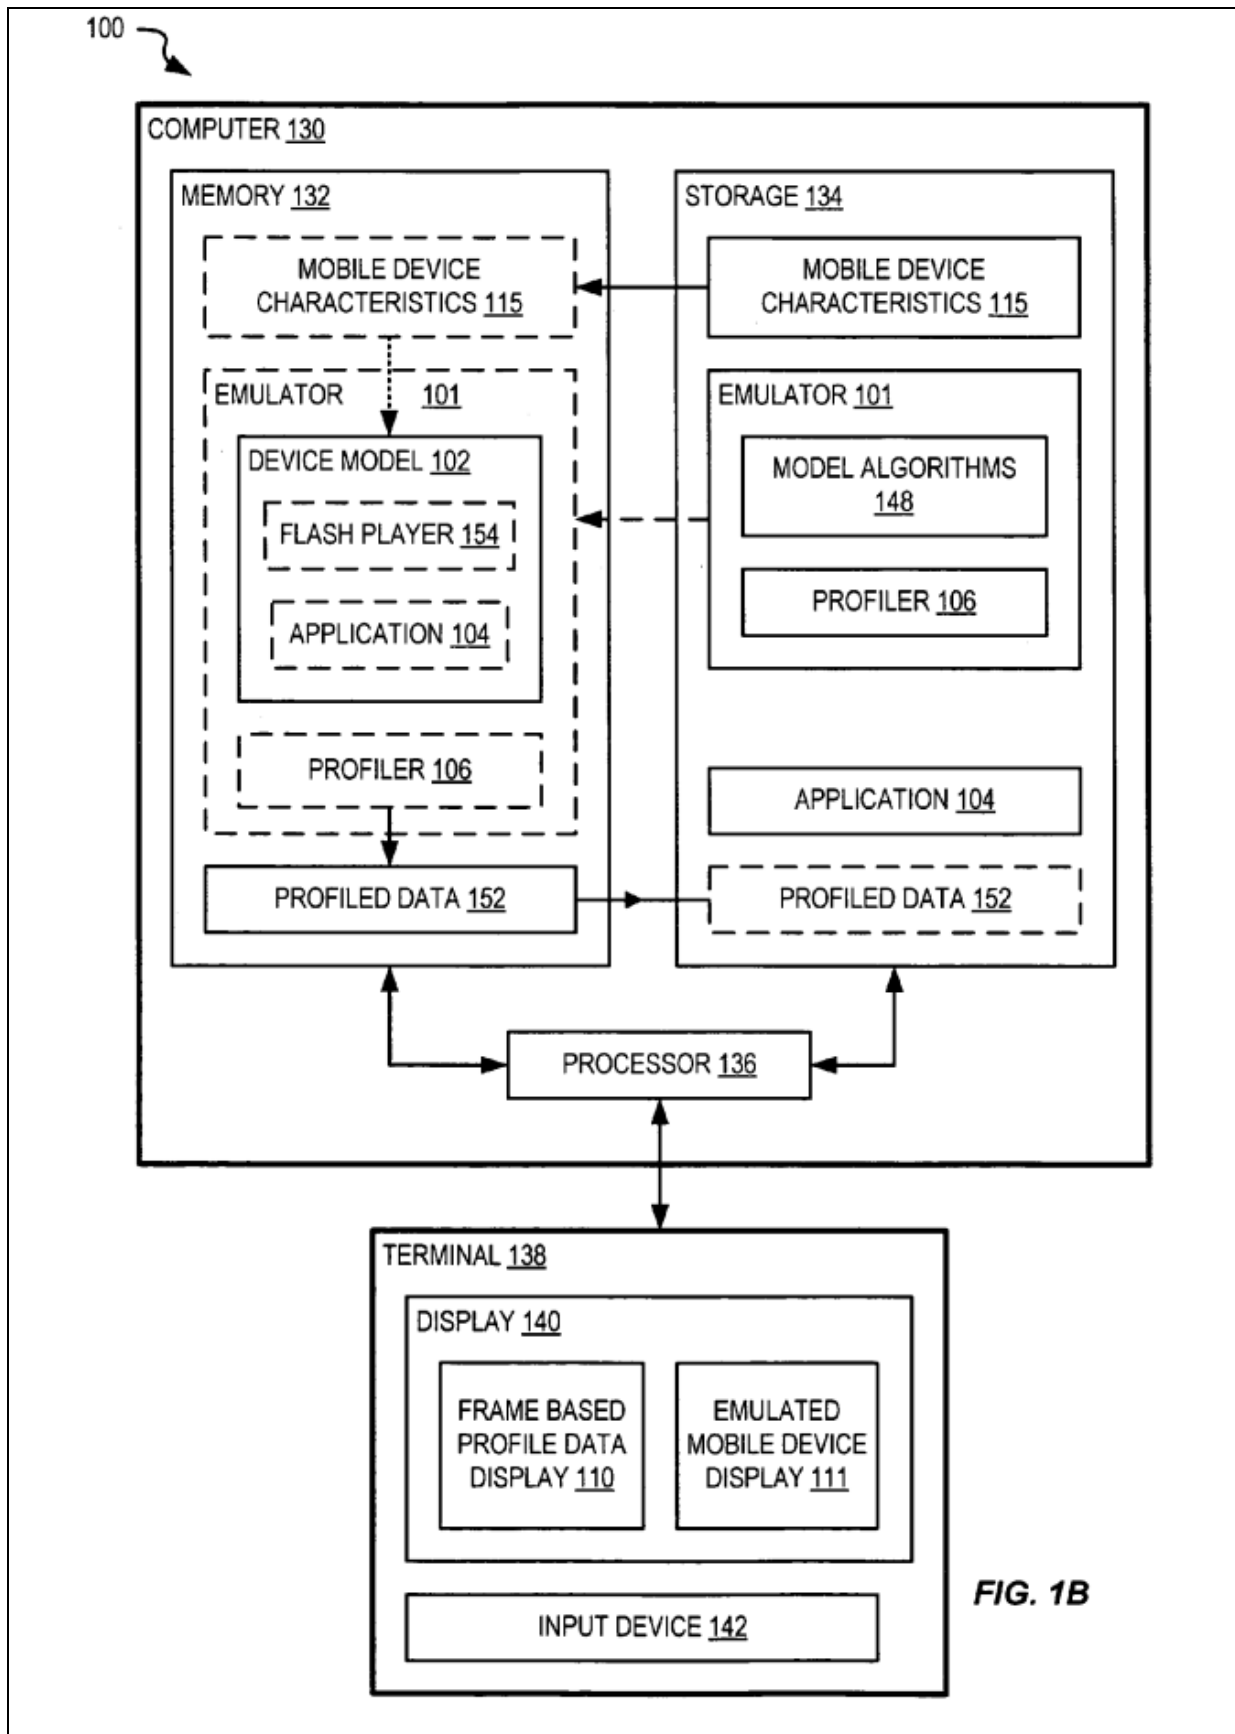 100
COMPUTER 130
MEMORY 132
MOBILE DEVICE
CHARACTERISTICS 115
EMULATOR 101
DEVICE MODEL 102
FLASH PLAYER 154
APPLICATION 104
PROFILER 106
PROFILED DATA 152
STORAGE 134
MOBILE DEVICE
CHARACTERISTICS 115
EMULATOR 101
MODEL ALGORITHMS
148
PROFILER 106
APPLICATION 104
PROFILED DATA 152
PROCESSOR 136
TERMINAL 138
DISPLAY 140
FRAME BASED
PROFILE DATA
DISPLAY 110
EMULATED
MOBILE DEVICE
DISPLAY 111
INPUT DEVICE 142
FIG. 1B